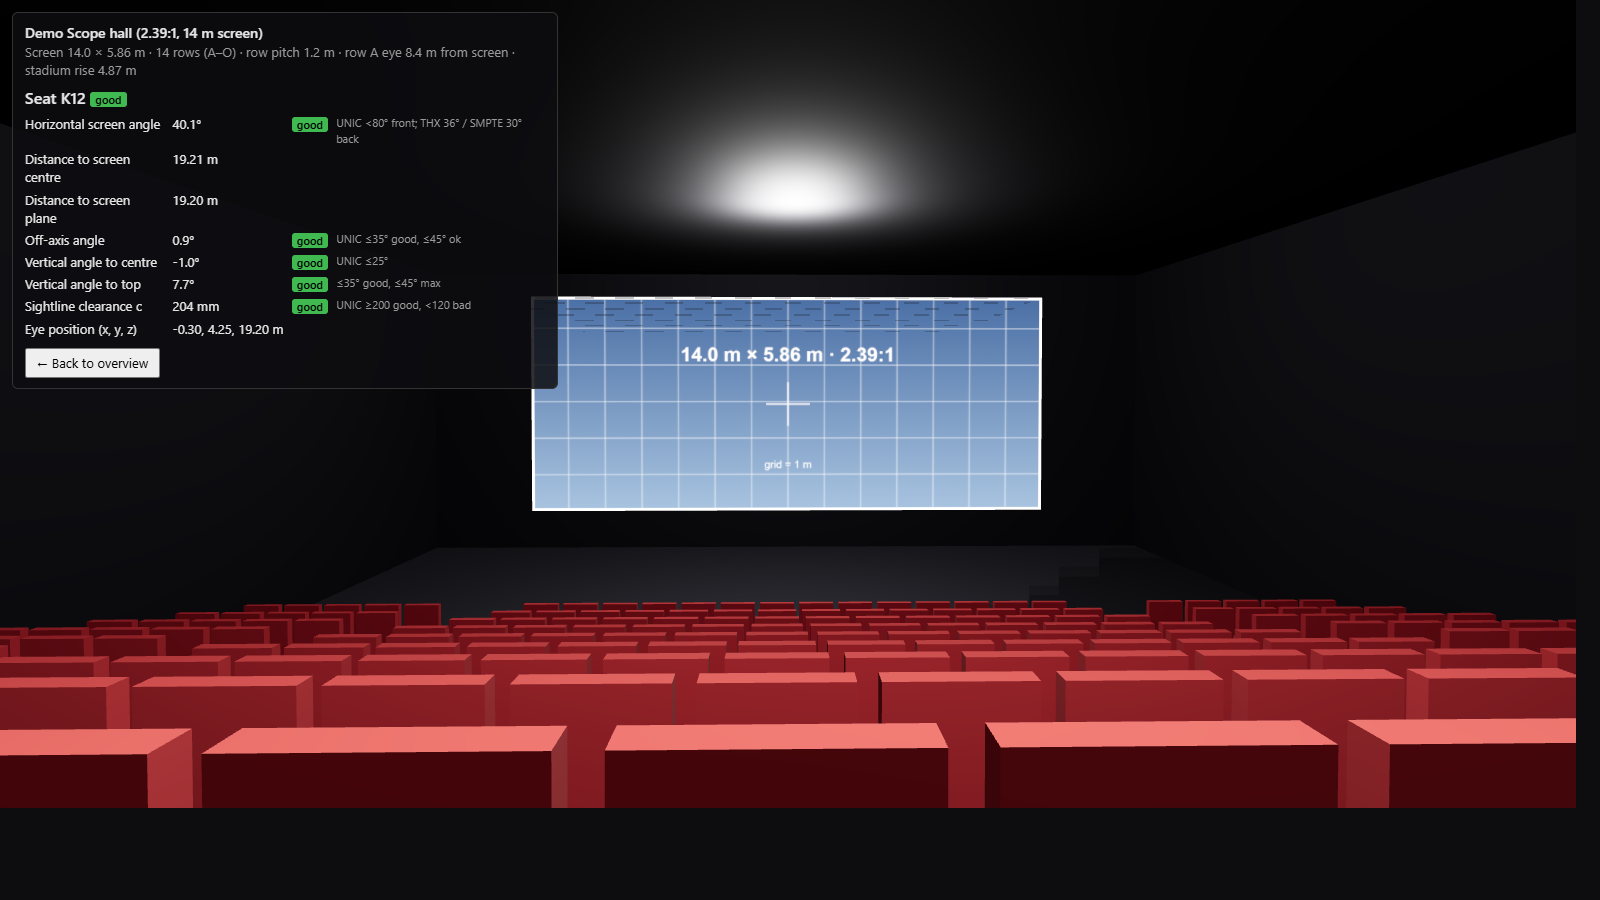 Demo Scope hall (2.39:1, 14 m screen)
Screen 14.0 × 5.86 m · 14 rows (A–O) · row pitch 1.2 m · row A eye 8.4 m from screen ·
stadium rise 4.87 m
Seat K12 good
Horizontal screen angle 40.1° good UNIC <80° front; THX 36° / SMPTE 30°
back
Distance to screen 19.21 m
centre
Distance to screen 19.20 m
plane
Off-axis angle 0.9° good UNIC ≤35° good, ≤45° ok
Vertical angle to centre -1.0° good UNIC ≤25°
Vertical angle to top 7.7° good ≤35° good, ≤45° max
Sightline clearance c 204 mm good UNIC ≥200 good, <120 bad
Eye position (x, y, z) -0.30, 4.25, 19.20 m
← Back to overview
14.0 m × 5.86 m · 2.39:1
grid = 1 m